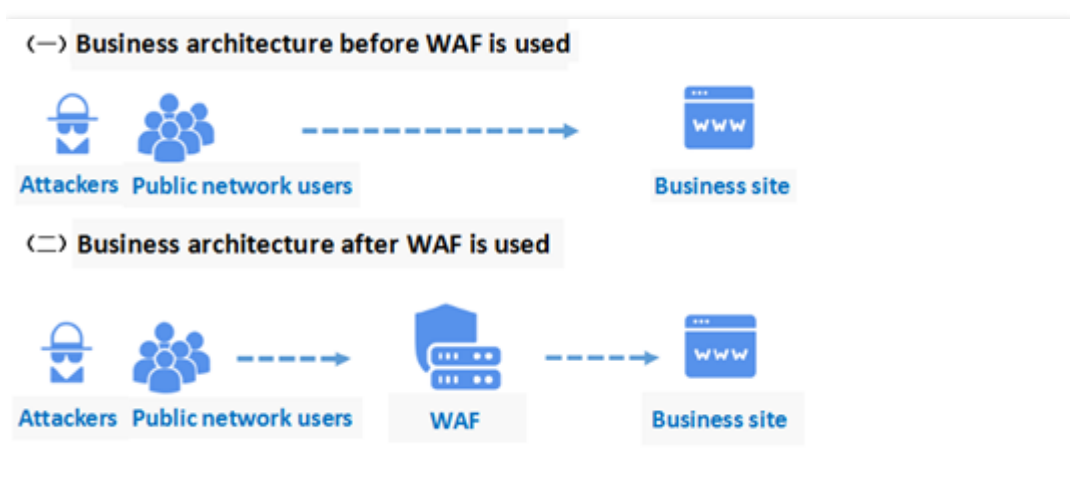 (一) Business architecture before WAF is used
www
Attackers Public network users Business site
(二) Business architecture after WAF is used
www
Attackers Public network users WAF Business site